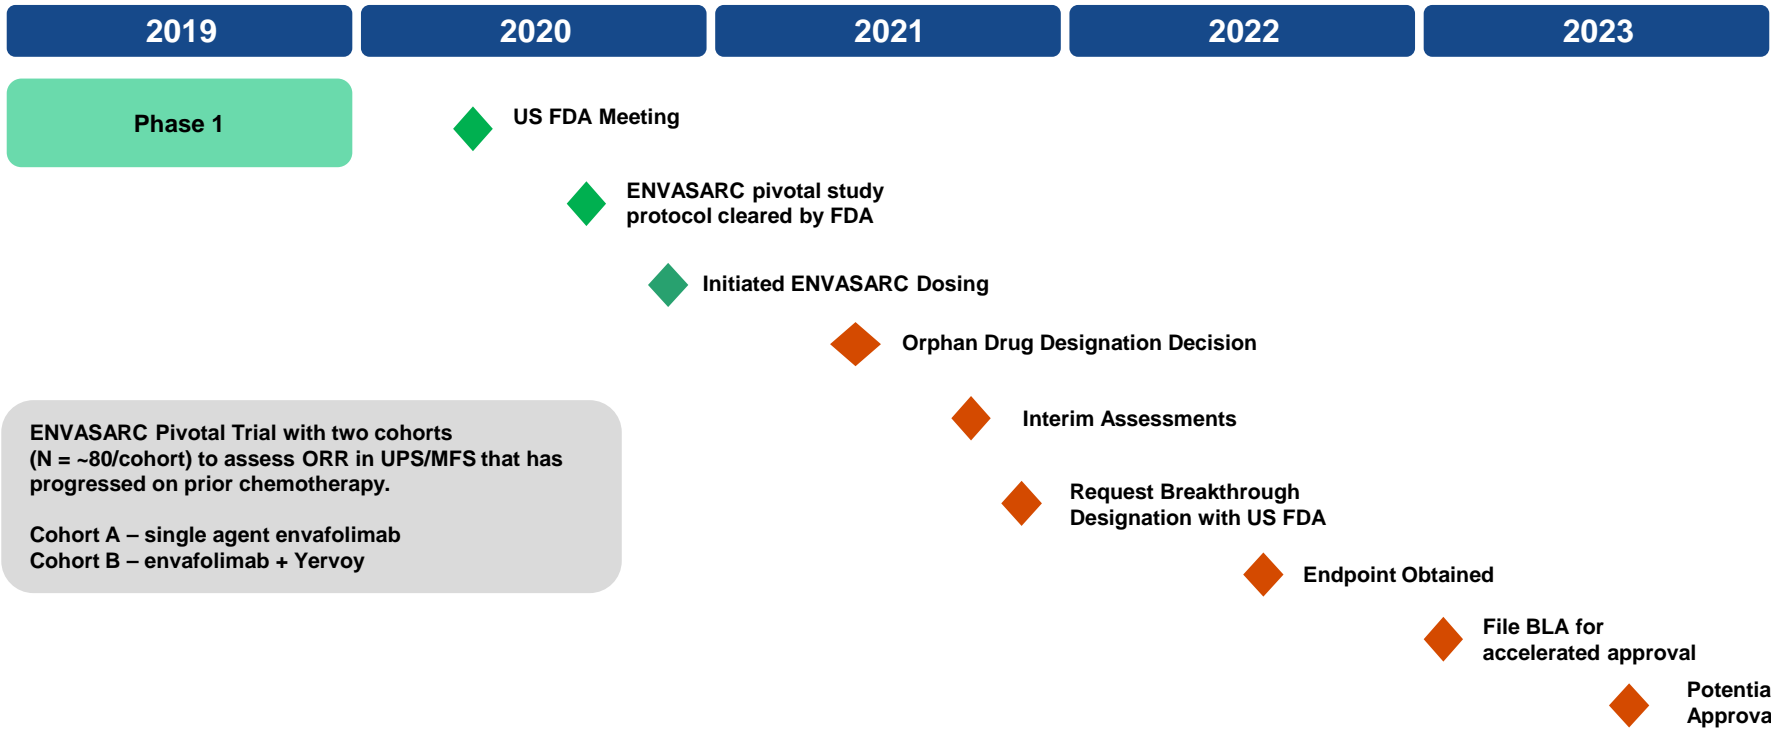 2019
2020
2021
2022
2023
Phase 1
US FDA Meeting
ENVASARC pivotal study
protocol cleared by FDA
Initiated ENVASARC Dosing
Orphan Drug Designation Decision
Interim Assessments
ENVASARC Pivotal Trial with two cohorts
(N = ~80/cohort) to assess ORR in UPS/MFS that has
progressed on prior chemotherapy.
Cohort A – single agent envafolimab
Cohort B – envafolimab + Yervoy
Request Breakthrough
Designation with US FDA
Endpoint Obtained
File BLA for
accelerated approval
Potentia
Approva